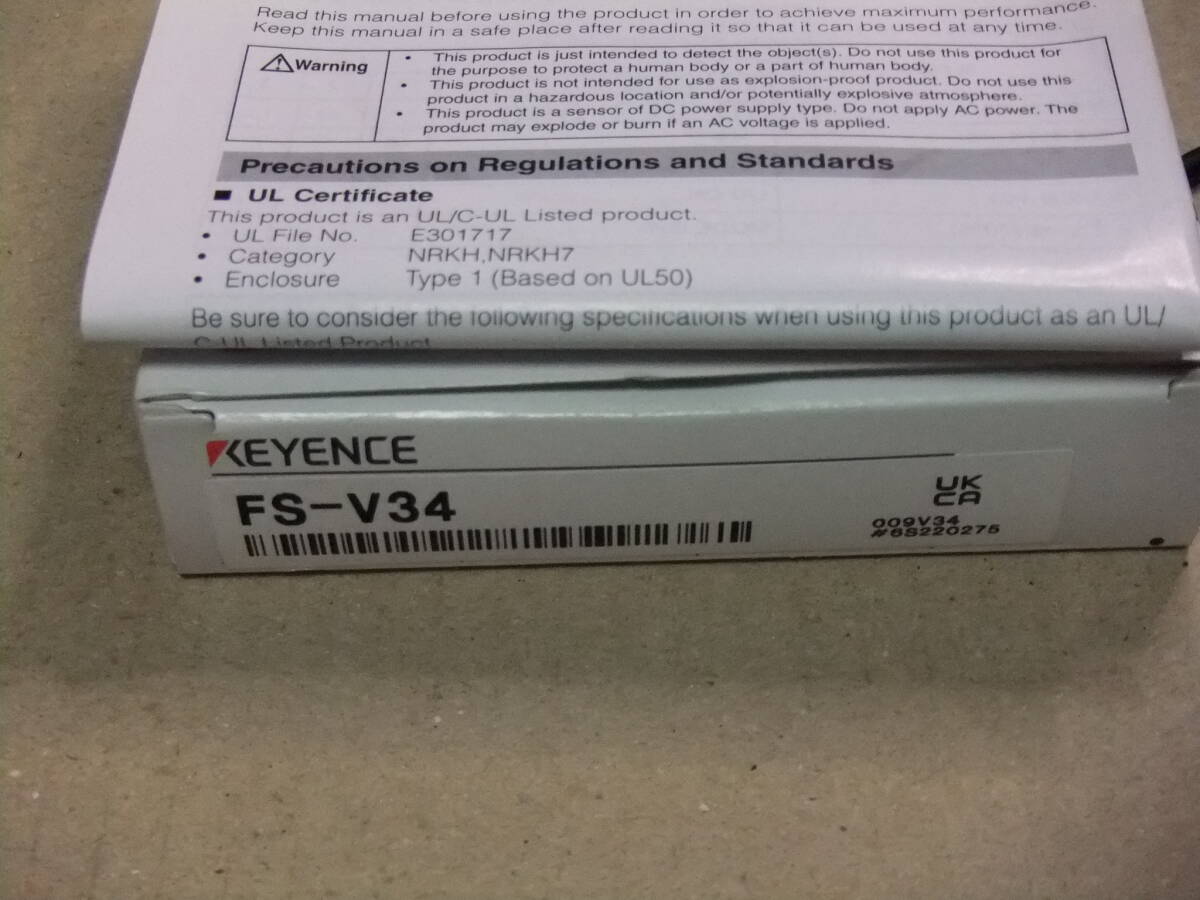 Read this manual before using the product in order to achieve maximum performance.
Keep this manual in a safe place after reading it so that it can be used at any time.
Warning
• This product is just intended to detect the object(s). Do not use this product for
the purpose to protect a human body or a part of human body.
• This product is not intended for use as explosion-proof product. Do not use this
product in a hazardous location and/or potentially explosive atmosphere.
• This product is a sensor of DC power supply type. Do not apply AC power. The
product may explode or burn if an AC voltage is applied.
Precautions on Regulations and Standards
■ UL Certificate
This product is an UL/C-UL Listed product.
• UL File No. E301717
• Category NRKH,NRKH7
• Enclosure Type 1 (Based on UL50)
Be sure to consider the following specifications when using this product as an UL/
C-UL Listed Product
KEYENCE
FS-V34
UK
CA
009V34
#6S220275